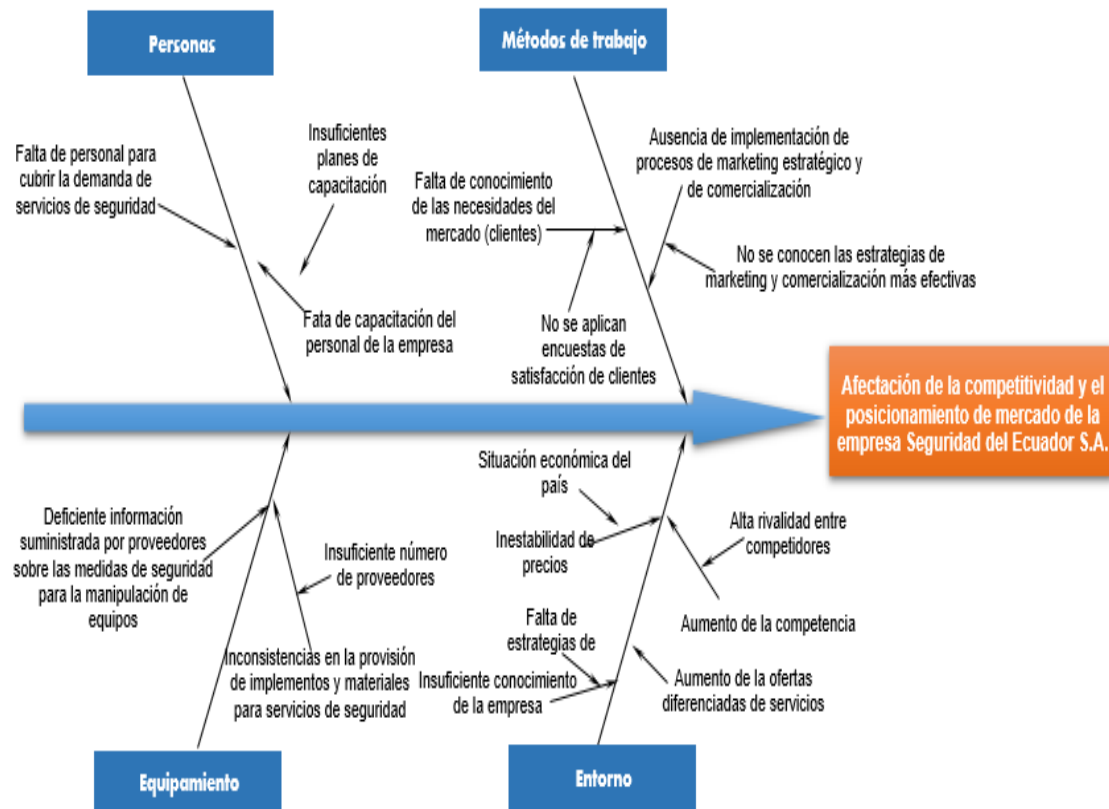 Personas
Métodos de trabajo
Falta de personal para
cubrir la demanda de
servicios de seguridad
Insuficientes
planes de
capacitación
Fata de capacitación del
personal de la empresa
Falta de conocimiento
de las necesidades del
mercado (clientes)
Ausencia de implementación de
procesos de marketing estratégico y
de comercialización
No se conocen las estrategias de
marketing y comercialización más efectivas
No se aplican
encuestas de
satisfacción de clientes
Afectación de la competitividad y el
posicionamiento de mercado de la
empresa Seguridad del Ecuador S.A.
Deficiente información
suministrada por proveedores
sobre las medidas de seguridad
para la manipulación de
equipos
Insuficiente número
de proveedores
Inconsistencias en la provisión
de implementos y materiales
para servicios de seguridad
Situación económica del
país
Inestabilidad de
precios
Alta rivalidad entre
competidores
Aumento de la competencia
Falta de
estrategias de
Insuficiente conocimiento
de la empresa
Aumento de la ofertas
diferenciadas de servicios
Equipamiento
Entorno